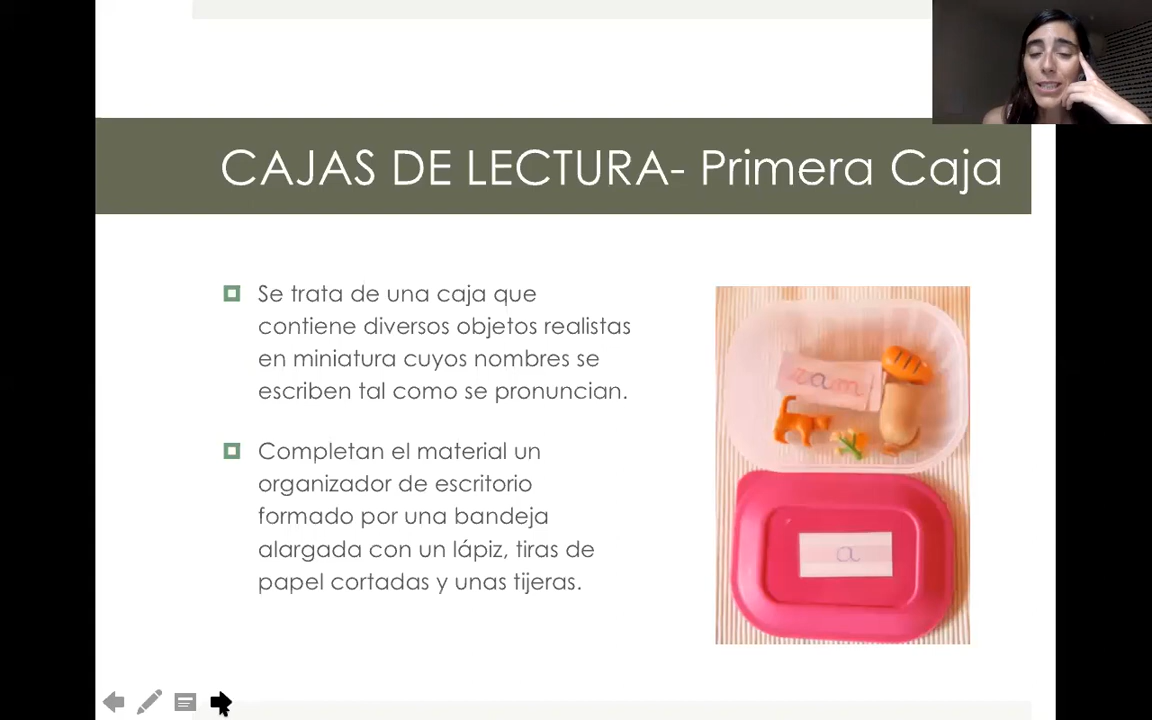 CAJAS DE LECTURA- Primera Caja
Se trata de una caja que
contiene diversos objetos realistas
en miniatura cuyos nombres se
escriben tal como se pronuncian.
Completan el material un
organizador de escritorio
formado por una bandeja
alargada con un lápiz, tiras de
papel cortadas y unas tijeras.
ram
a